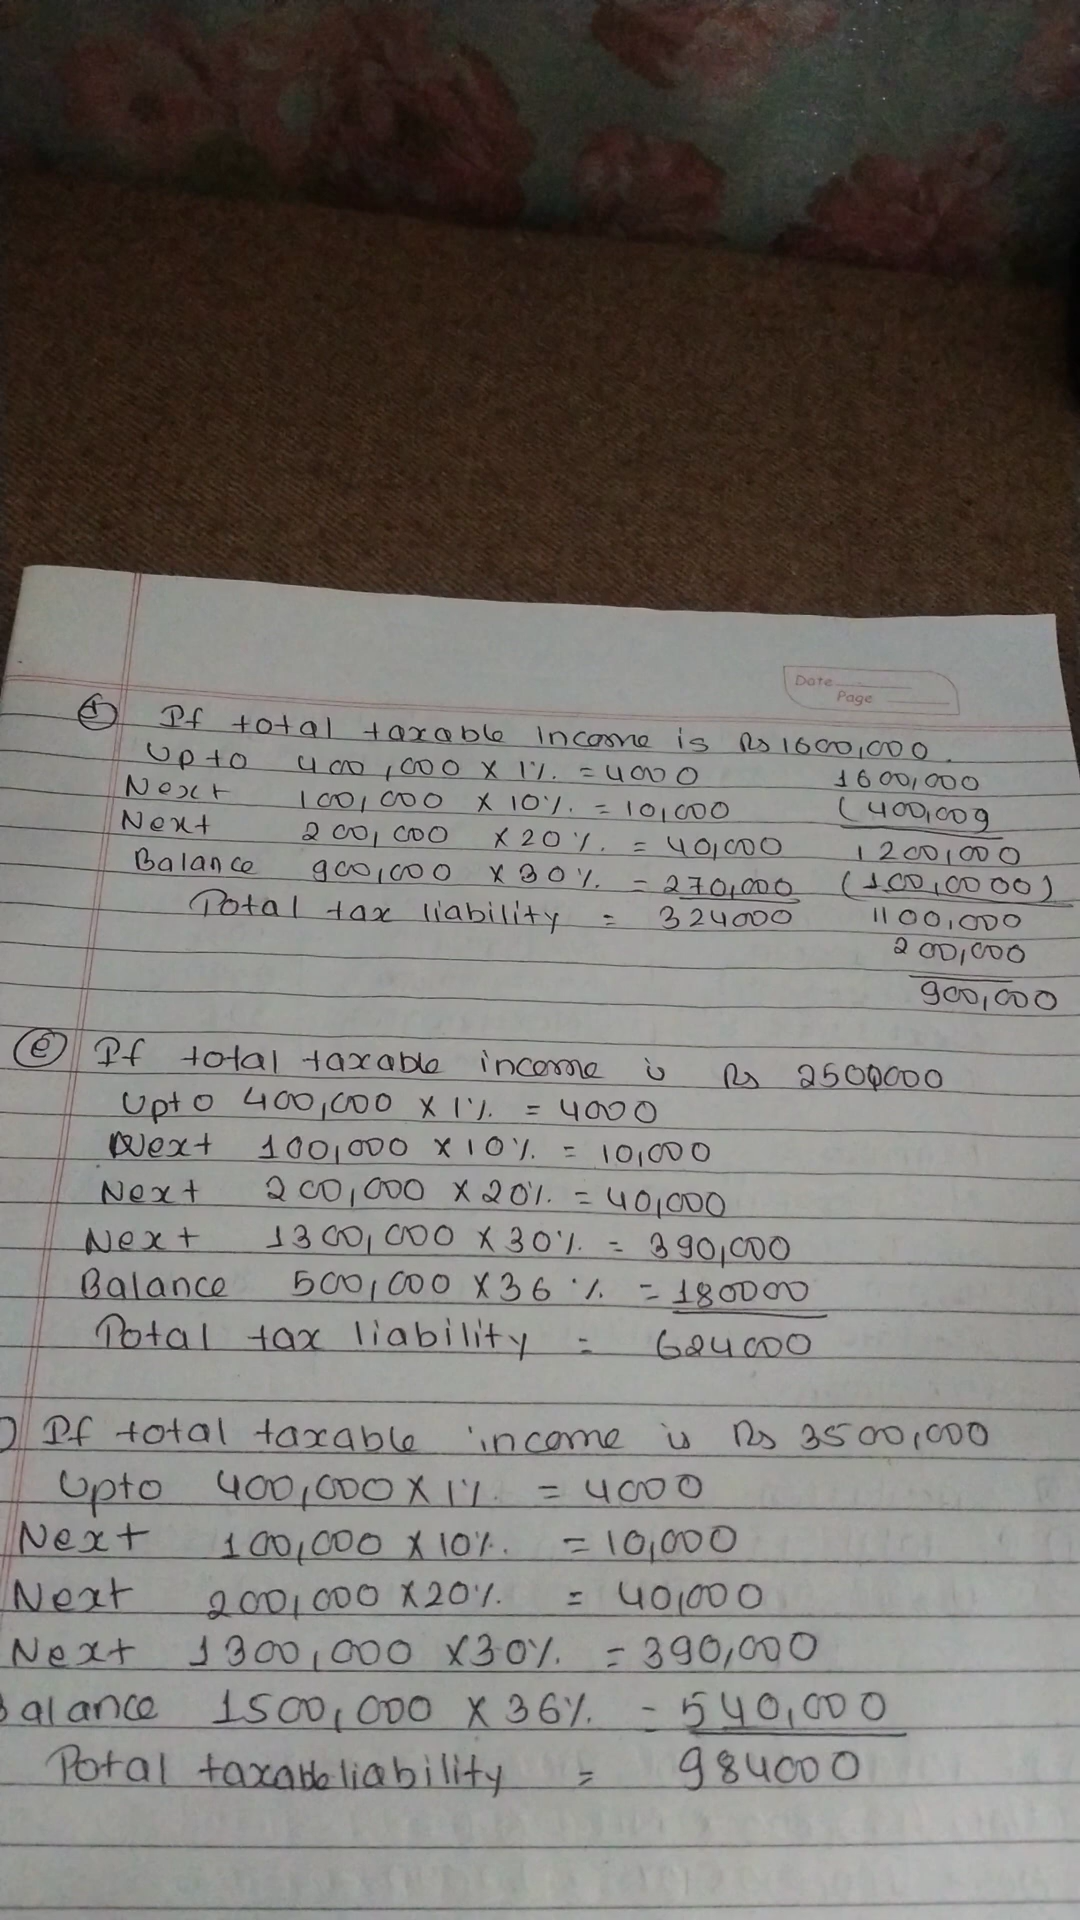 Date
Page
d If total taxable income is Rs 1600,000.
Upto 400,000 x 1% = 4000 1600,000
Next 100,000 x 10% = 10,000 (400,000
Next 200,000 x 20% = 40,000 1200,000
Balance 900,000 x 30% = 270,000 (100,0000)
Total tax liability = 324000 1100,000
200,000
900,000
e If total taxable income is Rs 2500000
Upto 400,000 x 1% = 4000
Next 100,000 x 10% = 10,000
Next 200,000 x 20% = 40,000
Next 1300,000 x 30% = 390,000
Balance 500,000 x 36% = 180000
Total tax liability = 624000
) If total taxable income is Rs 3500,000
Upto 400,000 x 1% = 4000
Next 100,000 x 10% = 10,000
Next 200,000 x 20% = 40,000
Next 1300,000 x 30% = 390,000
Balance 1500,000 x 36% = 540,000
Total taxable liability = 984000